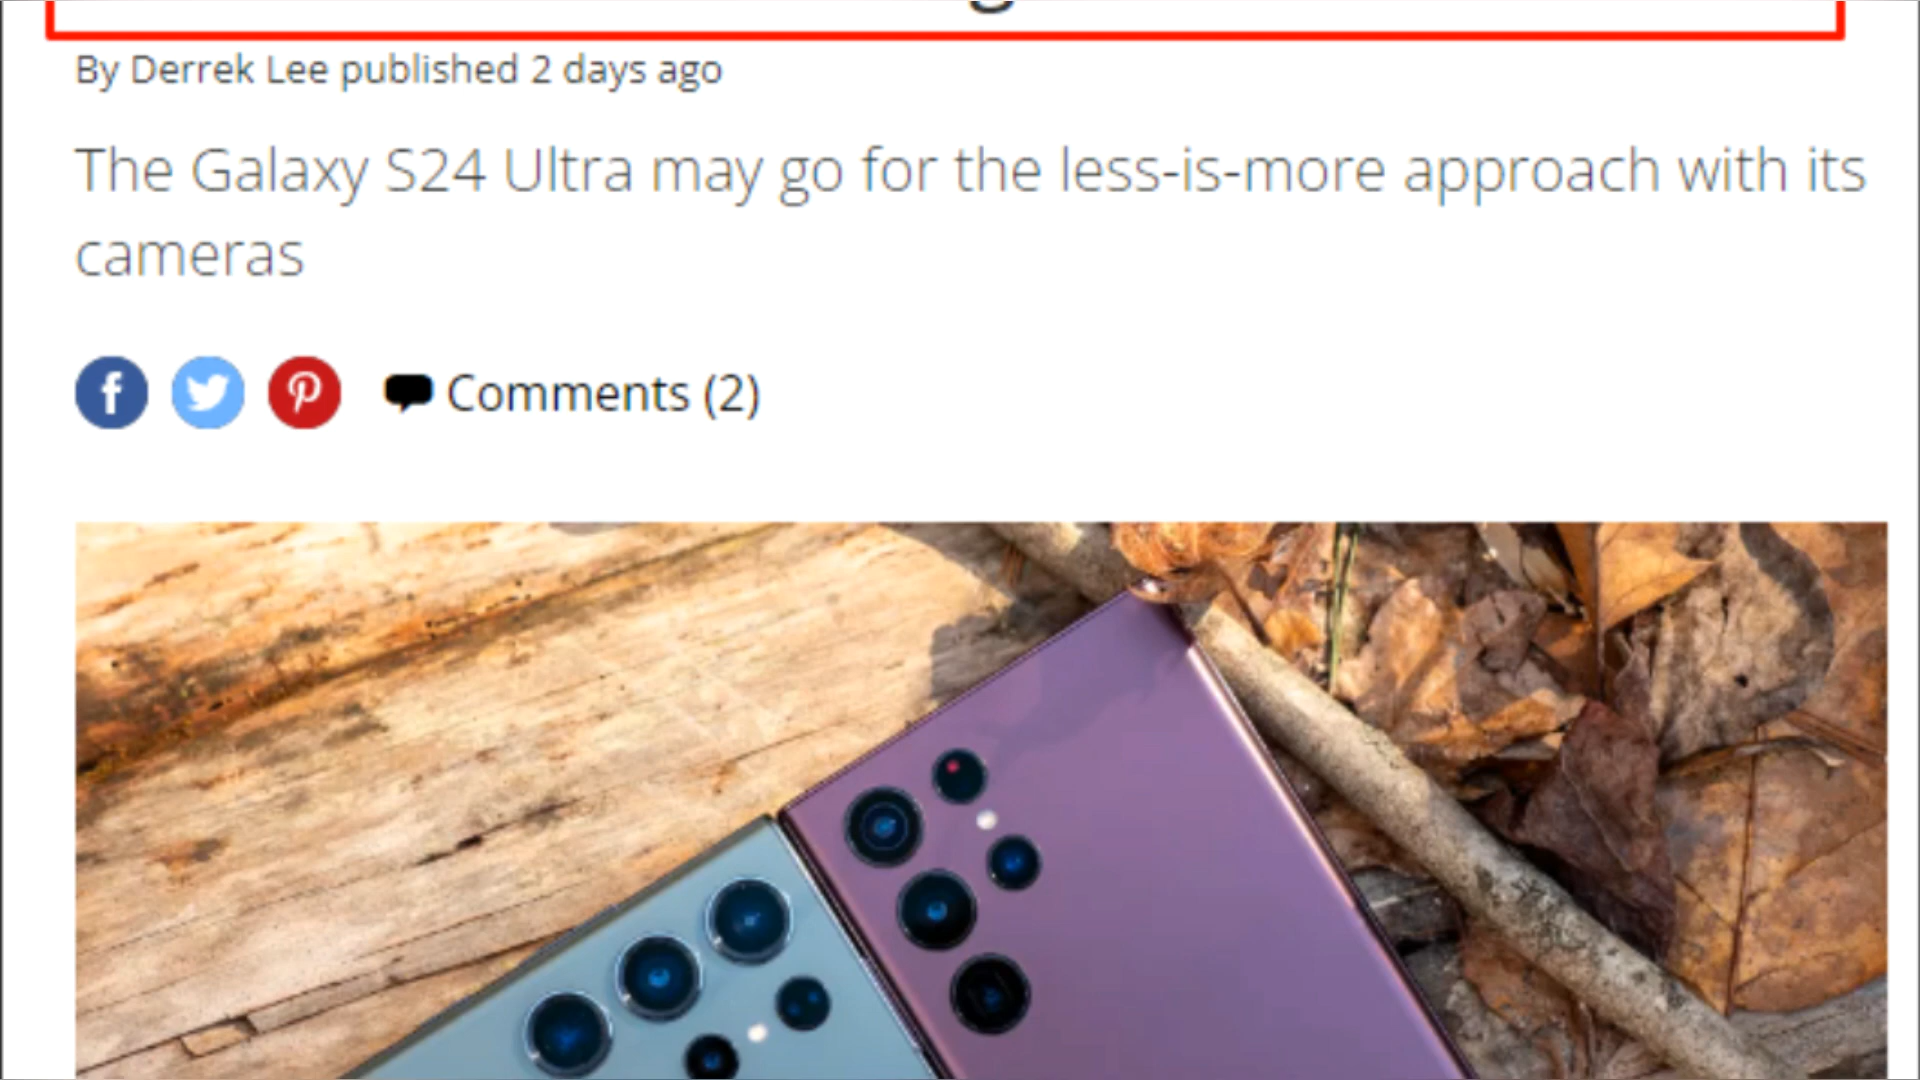 By Derrek Lee published 2 days ago
The Galaxy S24 Ultra may go for the less-is-more approach with its
cameras
Comments (2)